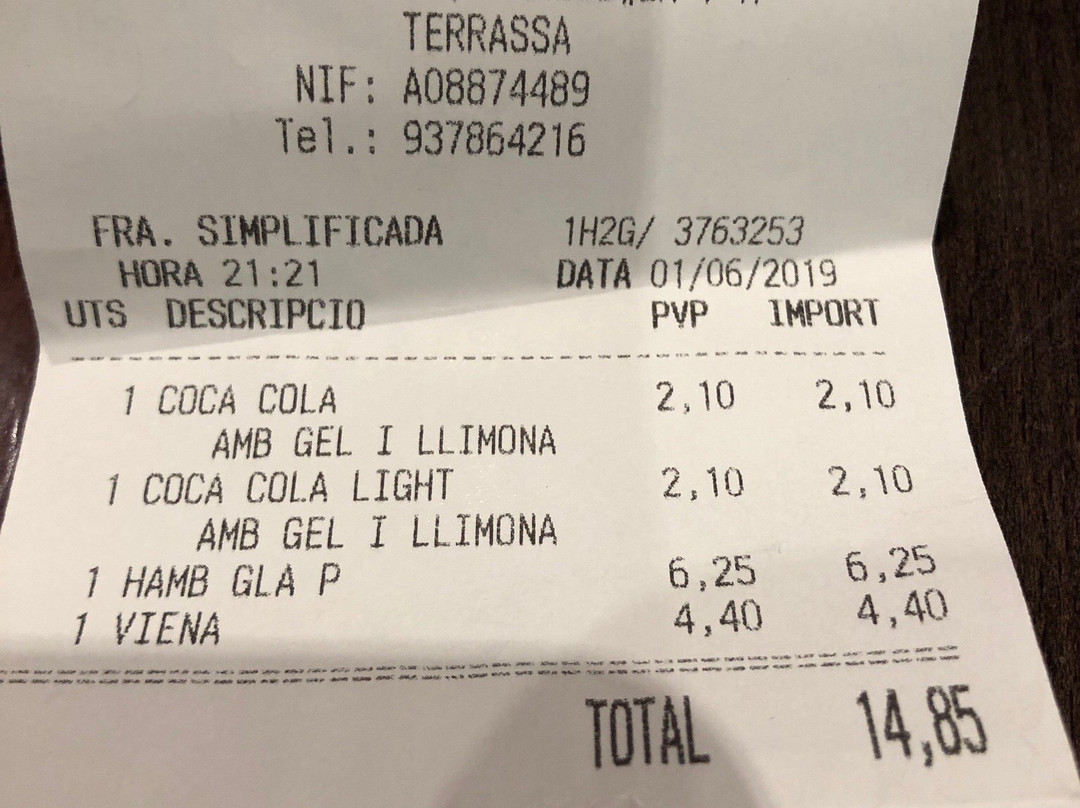 TERRASSA
NIF: A08874489
Tel.: 937864216
FRA. SIMPLIFICADA 1H2G/ 3763253
HORA 21:21 DATA 01/06/2019
UTS DESCRIPCIO PVP IMPORT
1 COCA COLA 2,10 2,10
AMB GEL I LLIMONA
1 COCA COLA LIGHT 2,10 2,10
AMB GEL I LLIMONA
1 HAMB GLA P 6,25 6,25
1 VIENA 4,40 4,40
TOTAL 14,85